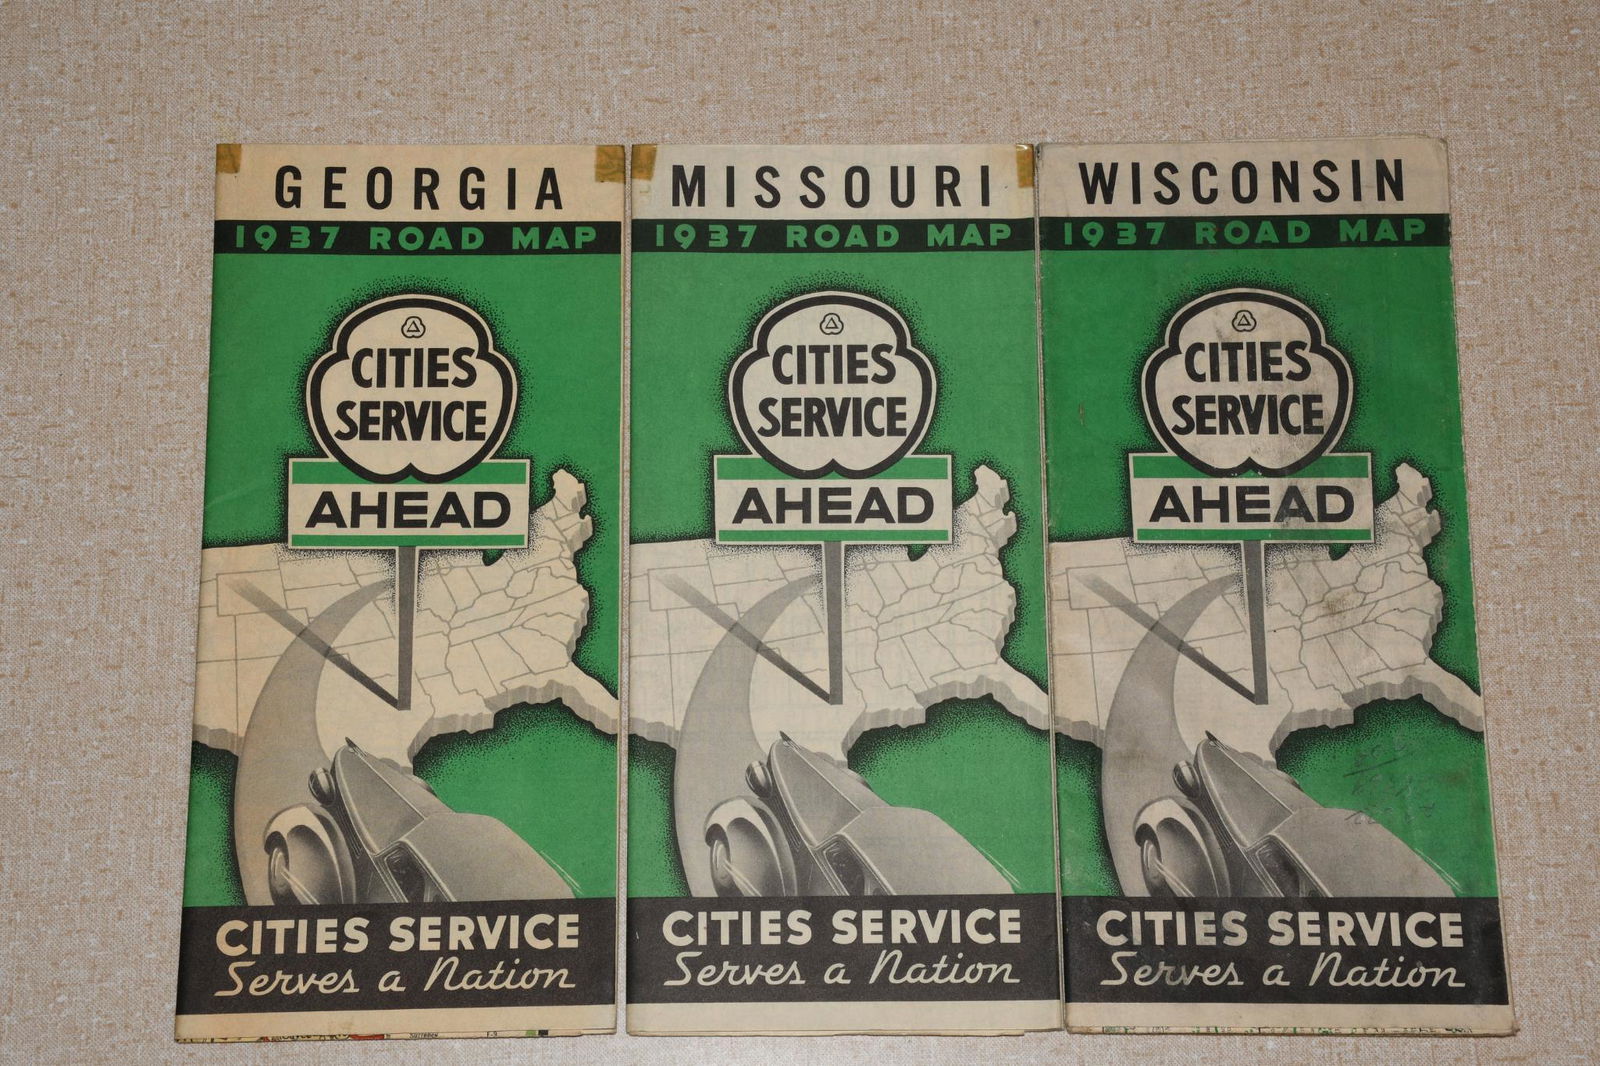 GEORGIA
1937 ROAD MAP
CITIES
SERVICE
AHEAD
CITIES SERVICE
Serves a Nation
MISSOURI
1937 ROAD MAP
CITIES
SERVICE
AHEAD
CITIES SERVICE
Serves a Nation
WISCONSIN
1937 ROAD MAP
CITIES
SERVICE
AHEAD
CITIES SERVICE
Serves a Nation